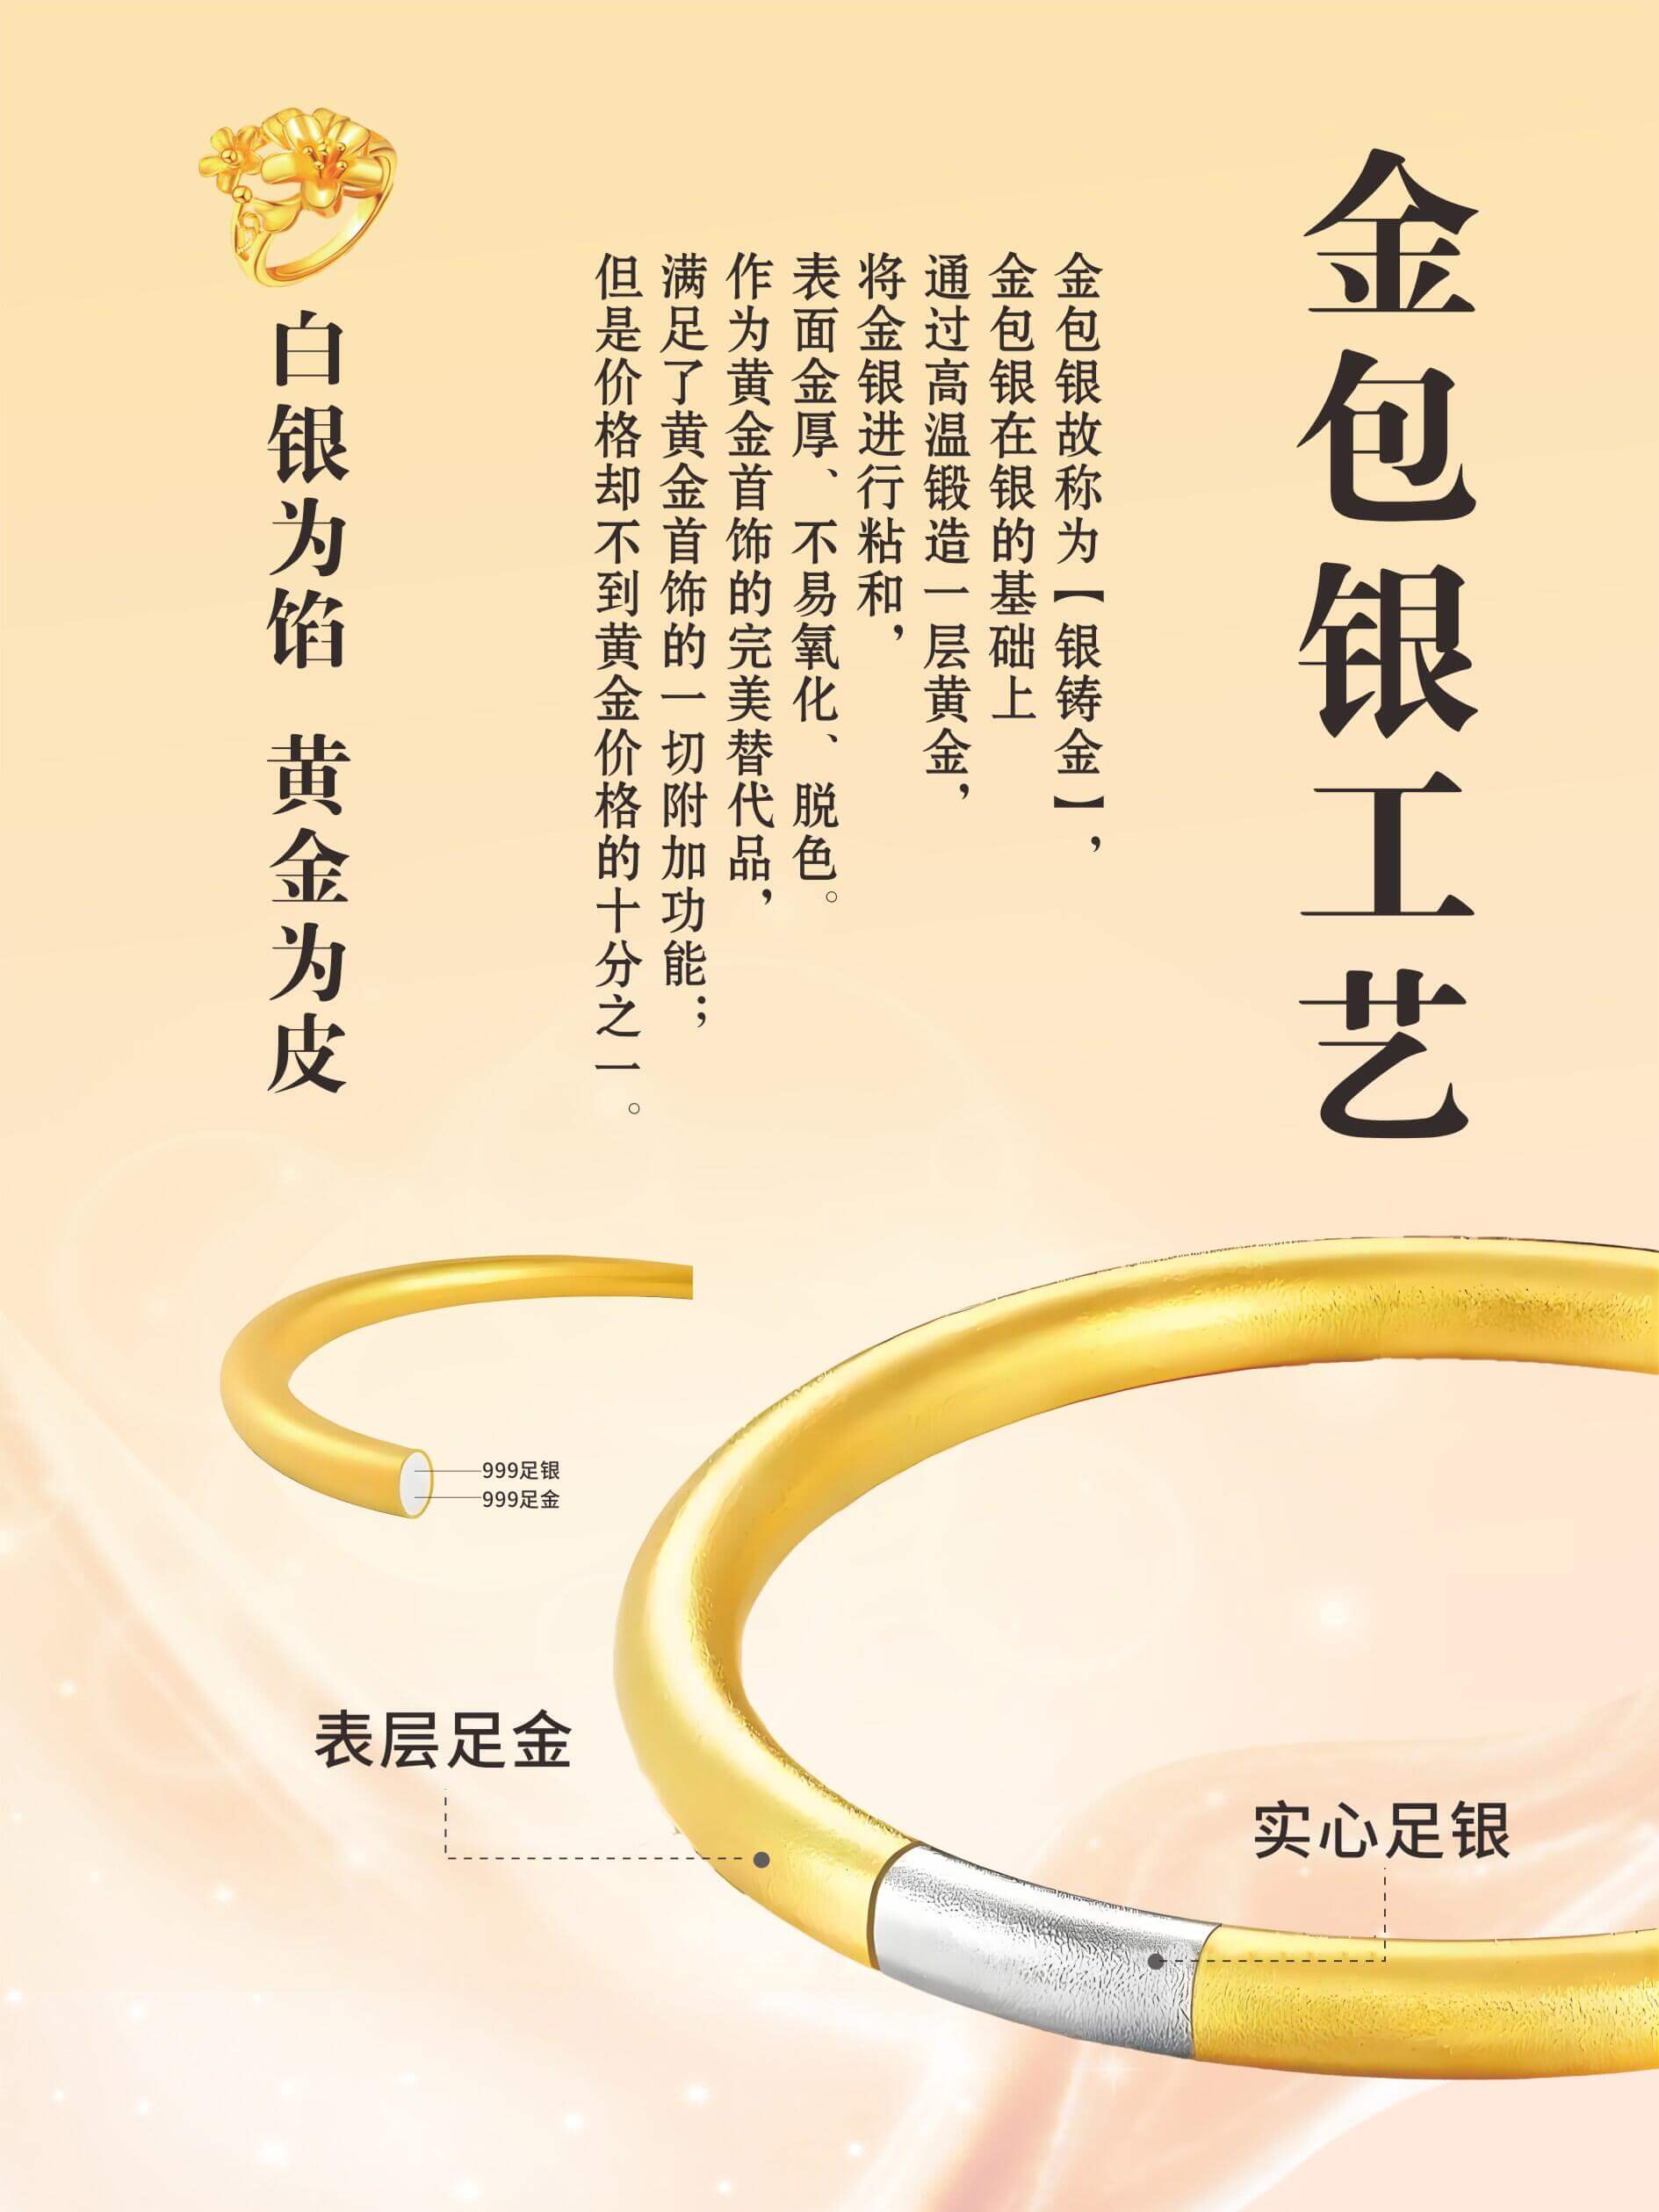 金包银工艺
金包银故称为【银铸金】,
金包银在银的基础上
通过高温锻造一层黄金,
将金银进行粘和,
表面金厚、不易氧化、脱色。
作为黄金首饰的完美替代品,
满足了黄金首饰的一切附加功能;
但是价格却不到黄金价格的十分之一。
白银为馅 黄金为皮
999足银
999足金
表层足金
实心足银